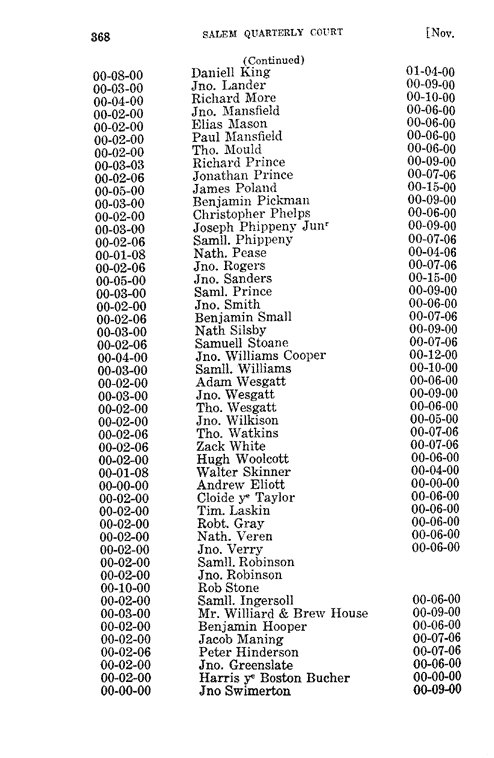 368 SALEM QUARTERLY COURT [Nov.
(Continued)
00-08-00 Daniell King 01-04-00
00-03-00 Jno. Lander 00-09-00
00-04-00 Richard More 00-10-00
00-02-00 Jno. Mansfield 00-06-00
00-02-00 Elias Mason 00-06-00
00-02-00 Paul Mansfield 00-06-00
00-02-00 Tho. Mould 00-06-00
00-03-03 Richard Prince 00-09-00
00-02-06 Jonathan Prince 00-07-06
00-05-00 James Poland 00-15-00
00-03-00 Benjamin Pickman 00-09-00
00-02-00 Christopher Phelps 00-06-00
00-03-00 Joseph Phippeny Junʳ 00-09-00
00-02-06 Samll. Phippeny 00-07-06
00-01-08 Nath. Pease 00-04-06
00-02-06 Jno. Rogers 00-07-06
00-05-00 Jno. Sanders 00-15-00
00-03-00 Saml. Prince 00-09-00
00-02-00 Jno. Smith 00-06-00
00-02-06 Benjamin Small 00-07-06
00-03-00 Nath Silsby 00-09-00
00-02-06 Samuell Stoane 00-07-06
00-04-00 Jno. Williams Cooper 00-12-00
00-03-00 Samll. Williams 00-10-00
00-02-00 Adam Wesgatt 00-06-00
00-03-00 Jno. Wesgatt 00-09-00
00-02-00 Tho. Wesgatt 00-06-00
00-02-00 Jno. Wilkison 00-05-00
00-02-06 Tho. Watkins 00-07-06
00-02-06 Zack White 00-07-06
00-02-00 Hugh Woolcott 00-06-00
00-01-08 Walter Skinner 00-04-00
00-00-00 Andrew Eliott 00-00-00
00-02-00 Cloide yᵉ Taylor 00-06-00
00-02-00 Tim. Laskin 00-06-00
00-02-00 Robt. Gray 00-06-00
00-02-00 Nath. Veren 00-06-00
00-02-00 Jno. Verry 00-06-00
00-02-00 Samll. Robinson
00-02-00 Jno. Robinson
00-10-00 Rob Stone
00-02-00 Samll. Ingersoll 00-06-00
00-03-00 Mr. Williard & Brew House 00-09-00
00-02-00 Benjamin Hooper 00-06-00
00-02-00 Jacob Maning 00-07-06
00-02-06 Peter Hinderson 00-07-06
00-02-00 Jno. Greenslate 00-06-00
00-02-00 Harris yᵉ Boston Bucher 00-00-00
00-00-00 Jno Swimerton 00-09-00